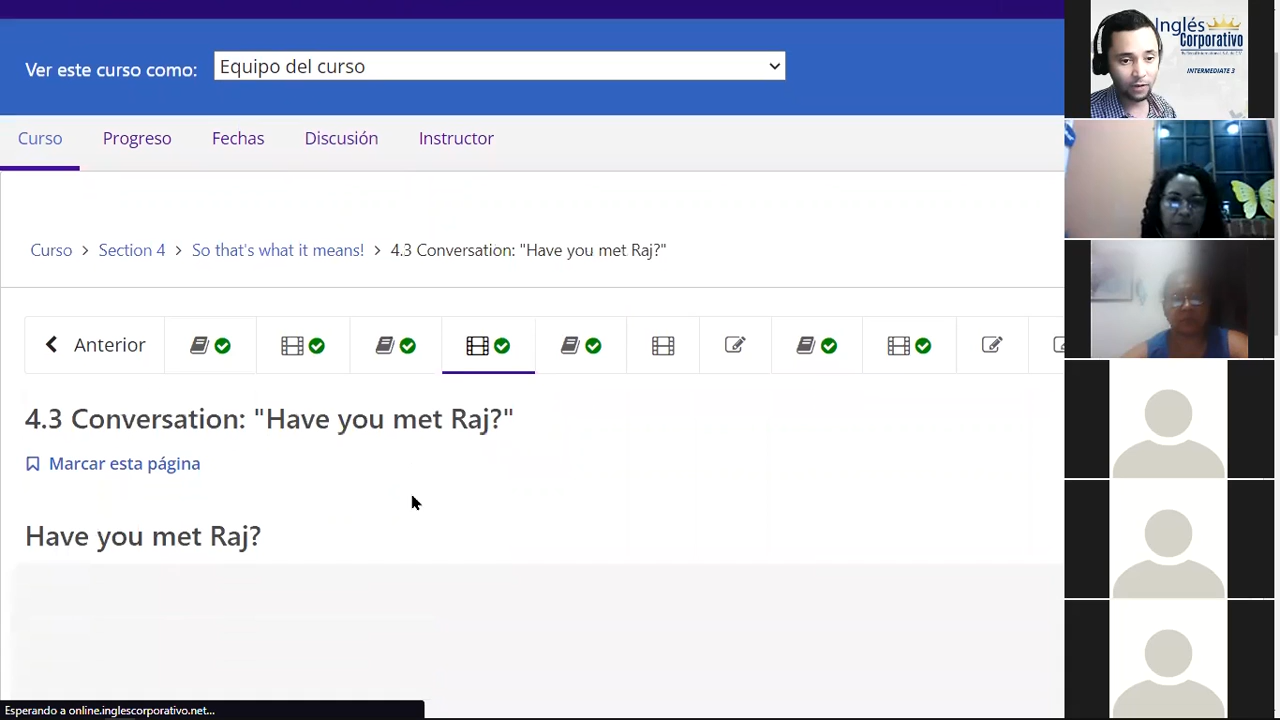 Ver este curso como:
Equipo del curso
Curso
Progreso
Fechas
Discusión
Instructor
Curso > Section 4 > So that's what it means! > 4.3 Conversation: "Have you met Raj?"
Anterior
4.3 Conversation: "Have you met Raj?"
Marcar esta página
Have you met Raj?
Esperando a online.inglescorporativo.net...
Inglés
Corporativo
INTERMEDIATE 3